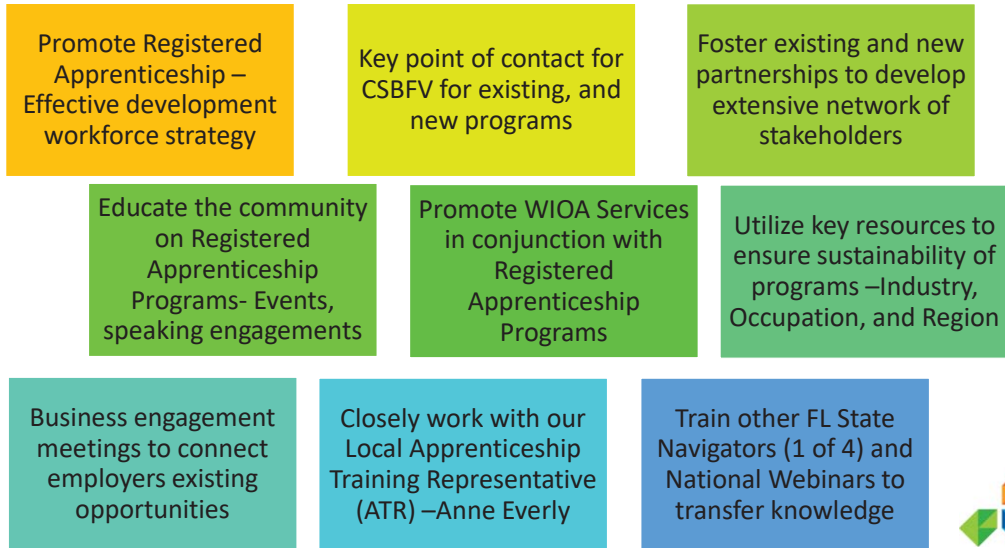 Promote Registered
Apprenticeship –
Effective development
workforce strategy
Key point of contact for
CSBFV for existing, and
new programs
Foster existing and new
partnerships to develop
extensive network of
stakeholders
Educate the community
on Registered
Apprenticeship
Programs- Events,
speaking engagements
Promote WIOA Services
in conjunction with
Registered
Apprenticeship
Programs
Utilize key resources to
ensure sustainability of
programs –Industry,
Occupation, and Region
Business engagement
meetings to connect
employers existing
opportunities
Closely work with our
Local Apprenticeship
Training Representative
(ATR) –Anne Everly
Train other FL State
Navigators (1 of 4) and
National Webinars to
transfer knowledge